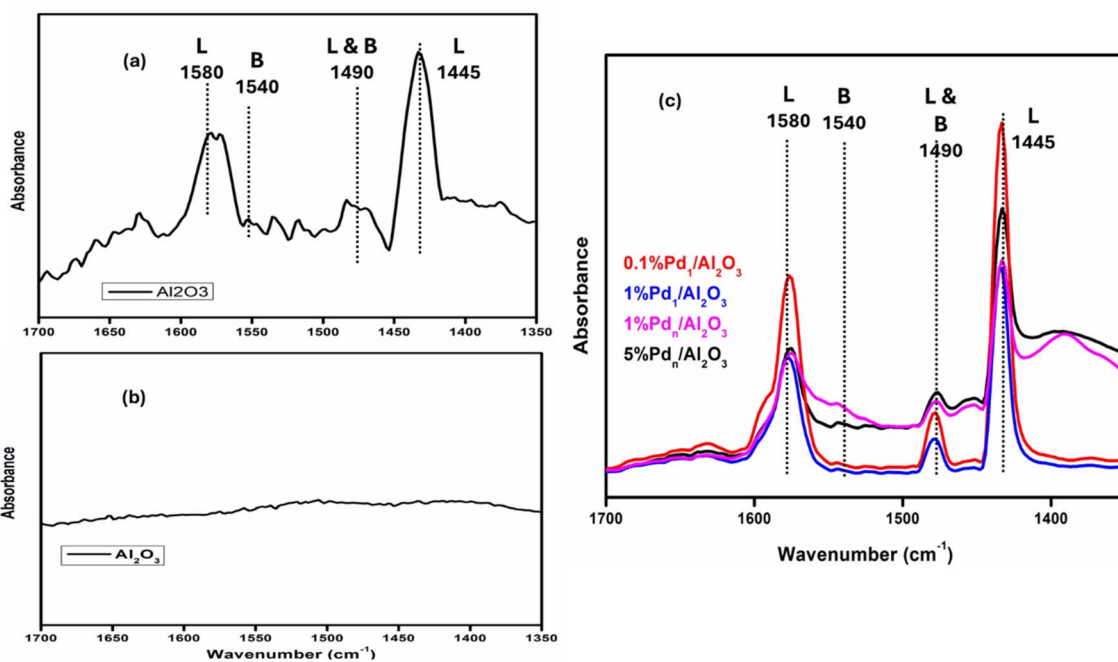 (a)
L
1580
B
1540
L & B
1490
L
1445
Absorbance
Al2O3
1700 1650 1600 1550 1500 1450 1400 1350
(b)
Absorbance
Al₂O₃
1700 1650 1600 1550 1500 1450 1400 1350
Wavenumber (cm⁻¹)
(c)
L
1580
B
1540
L &
B
1490
L
1445
0.1%Pd₁/Al₂O₃
1%Pd₁/Al₂O₃
1%Pdₙ/Al₂O₃
5%Pdₙ/Al₂O₃
Absorbance
1700 1600 1500 1400
Wavenumber (cm⁻¹)